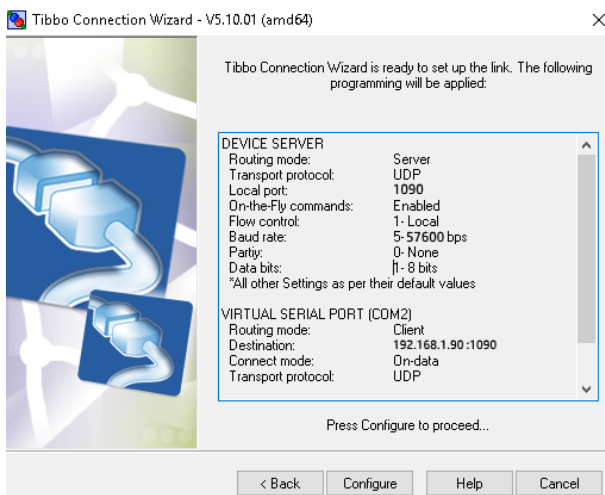 Tibbo Connection Wizard - V5.10.01 (amd64)
Tibbo Connection Wizard is ready to set up the link. The following
programming will be applied:
DEVICE SERVER
Routing mode: Server
Transport protocol: UDP
Local port: 1090
On-the-Fly commands: Enabled
Flow control: 1- Local
Baud rate: 5- 57600 bps
Partiy: 0- None
Data bits: 1- 8 bits
*All other Settings as per their default values
VIRTUAL SERIAL PORT (COM2)
Routing mode: Client
Destination: 192.168.1.90 :1090
Connect mode: On-data
Transport protocol: UDP
Press Configure to proceed...
< Back Configure Help Cancel